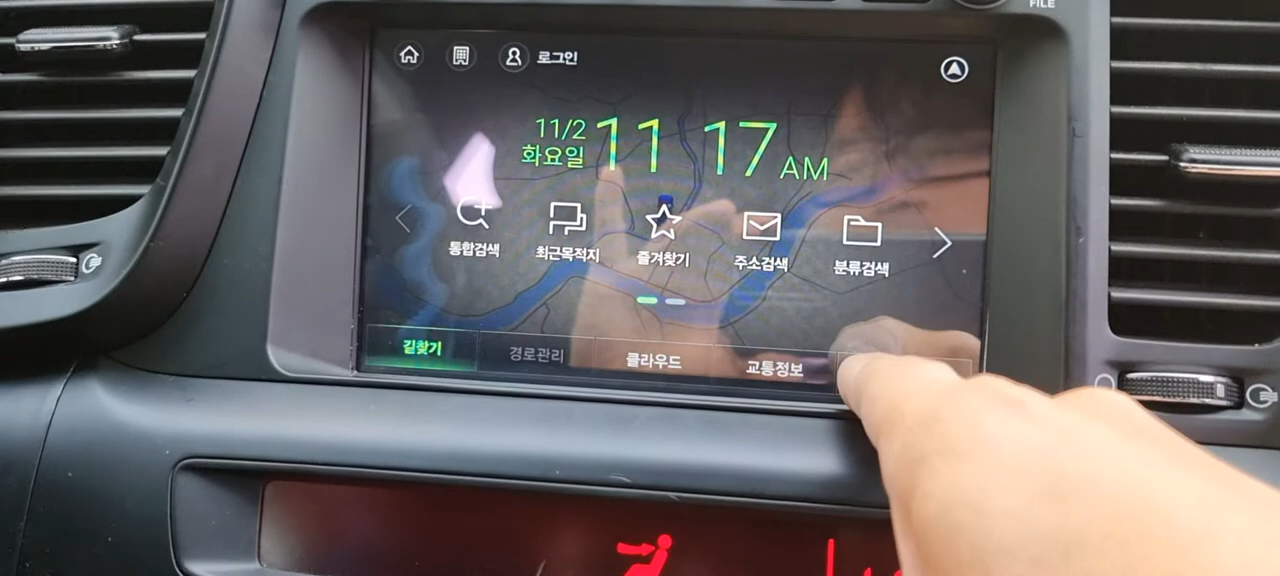 FILE
로그인
11/2
화요일
11 17 AM
통합검색
최근목적지
즐겨찾기
주소검색
분류검색
길찾기
경로관리
클라우드
교통정보